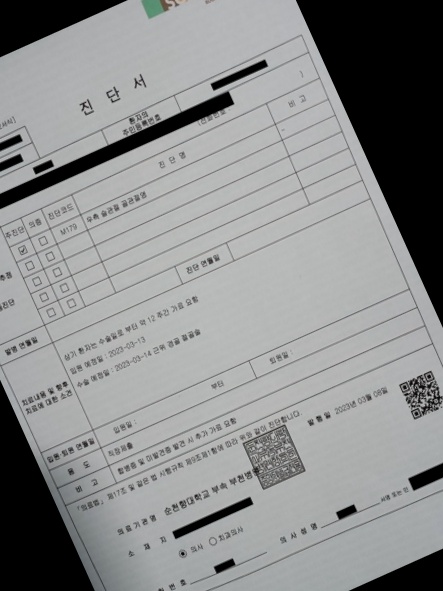 진 단 서
환자의
주민등록번호
진 단 명
비 고
주진단 의증 진단코드
M179 우측 슬관절 골관절염
진단 연월일
발병 연월일
치료내용 및 향후
치료에 대한 소견
상기 환자는 수술일로 부터 약 12 주간 가료 요함
입원 예정일 : 2023-03-13
수술 예정일 : 2023-03-14 근위 경골 절골술
입원·퇴원 연월일
입원일 :
부터
퇴원일 :
용 도
직장제출
비 고
합병증 및 미발견증 발견 시 추가 가료 요함
「의료법」 제17조 및 같은 법 시행규칙 제9조제1항에 따라 위와 같이 진단합니다.
발 행 일 2023년 03월 08일
의 료 기 관 명 순천향대학교 부속 부천병
소 재 지
의사 치과의사
번 호
의 사 성 명
서명 또는 인